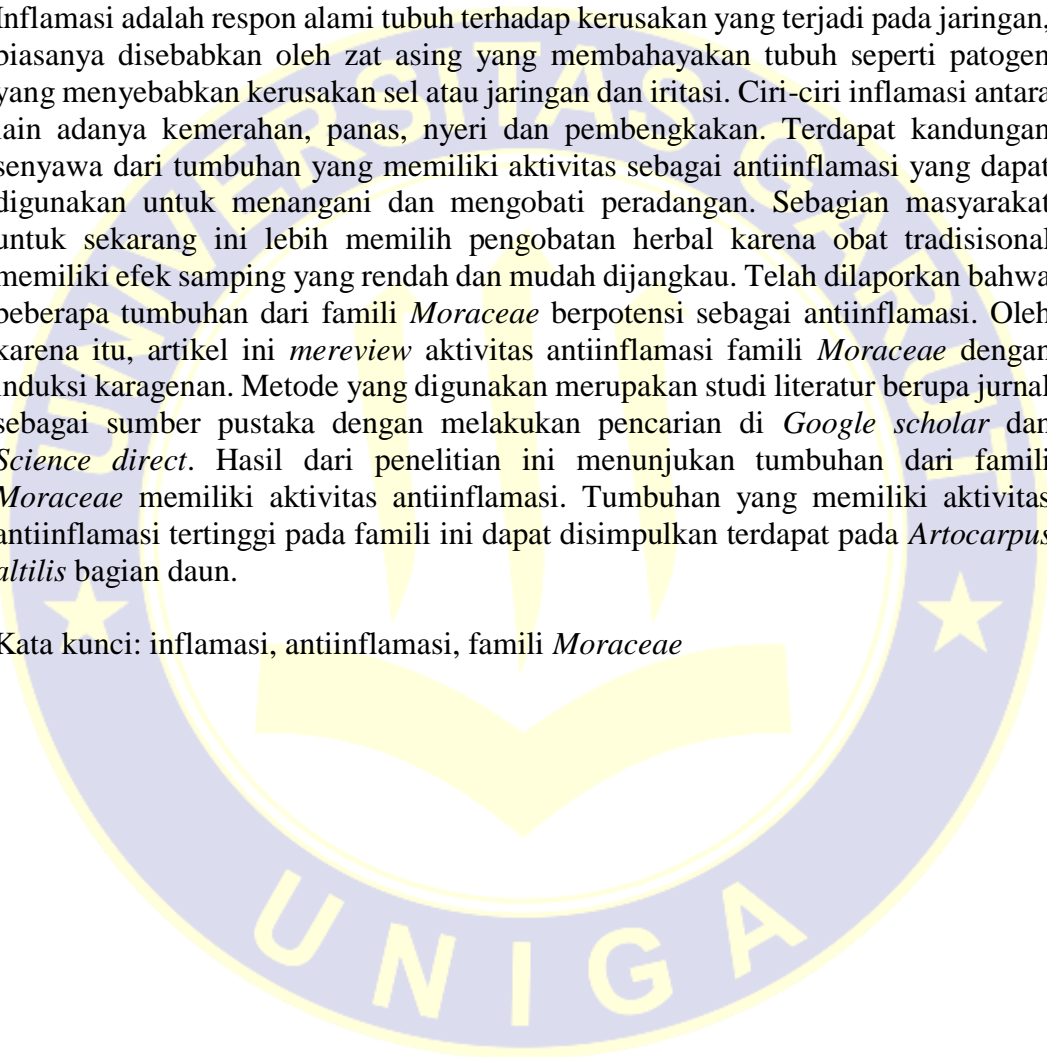 Inflamasi adalah respon alami tubuh terhadap kerusakan yang terjadi pada jaringan,
biasanya disebabkan oleh zat asing yang membahayakan tubuh seperti patogen
yang menyebabkan kerusakan sel atau jaringan dan iritasi. Ciri-ciri inflamasi antara
lain adanya kemerahan, panas, nyeri dan pembengkakan. Terdapat kandungan
senyawa dari tumbuhan yang memiliki aktivitas sebagai antiinflamasi yang dapat
digunakan untuk menangani dan mengobati peradangan. Sebagian masyarakat
untuk sekarang ini lebih memilih pengobatan herbal karena obat tradisisonal
memiliki efek samping yang rendah dan mudah dijangkau. Telah dilaporkan bahwa
beberapa tumbuhan dari famili Moraceae berpotensi sebagai antiinflamasi. Oleh
karena itu, artikel ini mereview aktivitas antiinflamasi famili Moraceae dengan
induksi karagenan. Metode yang digunakan merupakan studi literatur berupa jurnal
sebagai sumber pustaka dengan melakukan pencarian di Google scholar dan
Science direct. Hasil dari penelitian ini menunjukan tumbuhan dari famili
Moraceae memiliki aktivitas antiinflamasi. Tumbuhan yang memiliki aktivitas
antiinflamasi tertinggi pada famili ini dapat disimpulkan terdapat pada Artocarpus
altilis bagian daun.
Kata kunci: inflamasi, antiinflamasi, famili Moraceae
UNIVERSITAS GARUT
UNIGA